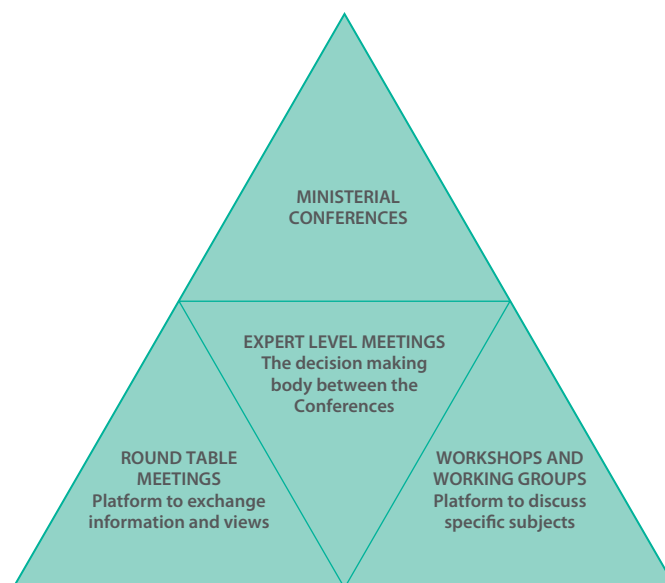 MINISTERIAL
CONFERENCES
EXPERT LEVEL MEETINGS
The decision making
body between the
Conferences
ROUND TABLE
MEETINGS
Platform to exchange
information and views
WORKSHOPS AND
WORKING GROUPS
Platform to discuss
specific subjects